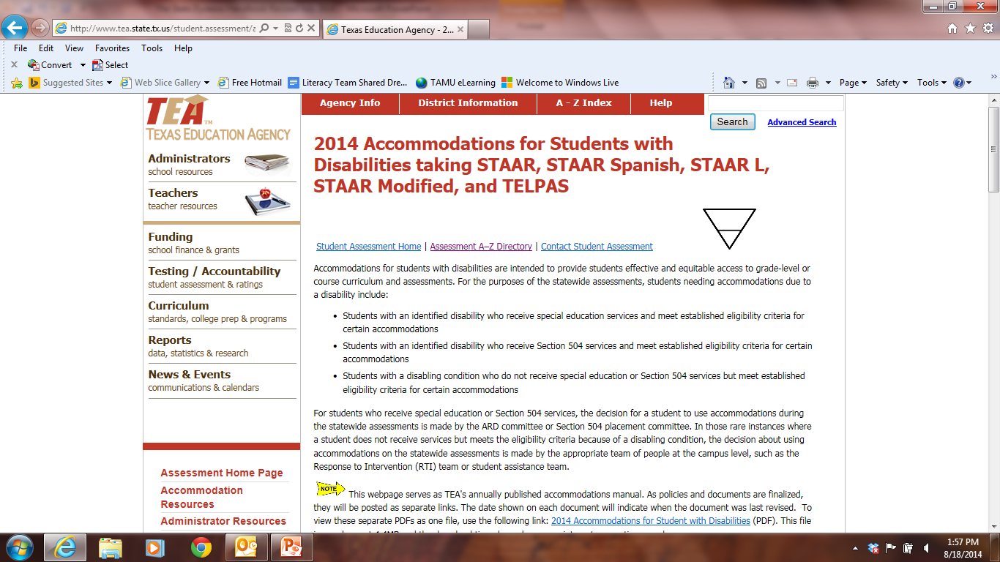 http://www.tea.state.tx.us/student.assessment/a
Texas Education Agency - 2...
File Edit View Favorites Tools Help
Convert Select
Suggested Sites Web Slice Gallery Free Hotmail Literacy Team Shared Dre... TAMU eLearning Welcome to Windows Live
Page Safety Tools
TEA TM
TEXAS EDUCATION AGENCY
Agency Info District Information A - Z Index Help
Search Advanced Search
Administrators
school resources
Teachers
teacher resources
Funding
school finance & grants
Testing / Accountability
student assessment & ratings
Curriculum
standards, college prep & programs
Reports
data, statistics & research
News & Events
communications & calendars
Assessment Home Page
Accommodation
Resources
Administrator Resources
2014 Accommodations for Students with
Disabilities taking STAAR, STAAR Spanish, STAAR L,
STAAR Modified, and TELPAS
Student Assessment Home | Assessment A–Z Directory | Contact Student Assessment
Accommodations for students with disabilities are intended to provide students effective and equitable access to grade-level or
course curriculum and assessments. For the purposes of the statewide assessments, students needing accommodations due to
a disability include:
• Students with an identified disability who receive special education services and meet established eligibility criteria for
certain accommodations
• Students with an identified disability who receive Section 504 services and meet established eligibility criteria for certain
accommodations
• Students with a disabling condition who do not receive special education or Section 504 services but meet established
eligibility criteria for certain accommodations
For students who receive special education or Section 504 services, the decision for a student to use accommodations during
the statewide assessments is made by the ARD committee or Section 504 placement committee. In those rare instances where
a student does not receive services but meets the eligibility criteria because of a disabling condition, the decision about using
accommodations on the statewide assessments is made by the appropriate team of people at the campus level, such as the
Response to Intervention (RTI) team or student assistance team.
NOTE This webpage serves as TEA's annually published accommodations manual. As policies and documents are finalized,
they will be posted as separate links. The date shown on each document will indicate when the document was last revised. To
view these separate PDFs as one file, use the following link: 2014 Accommodations for Student with Disabilities (PDF). This file
1:57 PM
8/18/2014